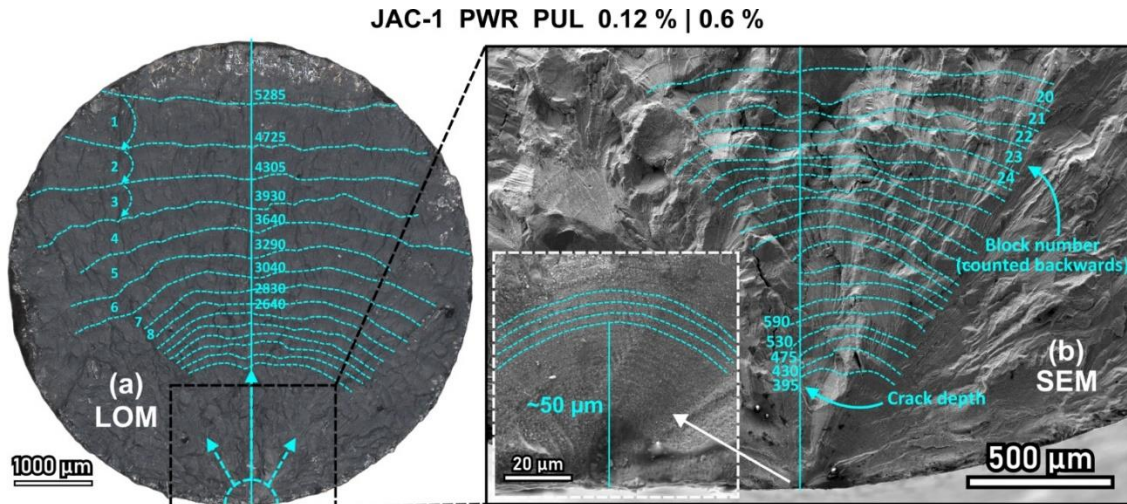 JAC-1 PWR PUL 0.12 % | 0.6 %
5285
1
4725
2
4305
3
3930
4
3640
3290
5
3040
6
2830
7
2640
8
(a)
LOM
1000 µm
20
21
22
23
24
Block number
(counted backwards)
590
530
475
430
395
(b)
SEM
Crack depth
~50 µm
20 µm
500 µm